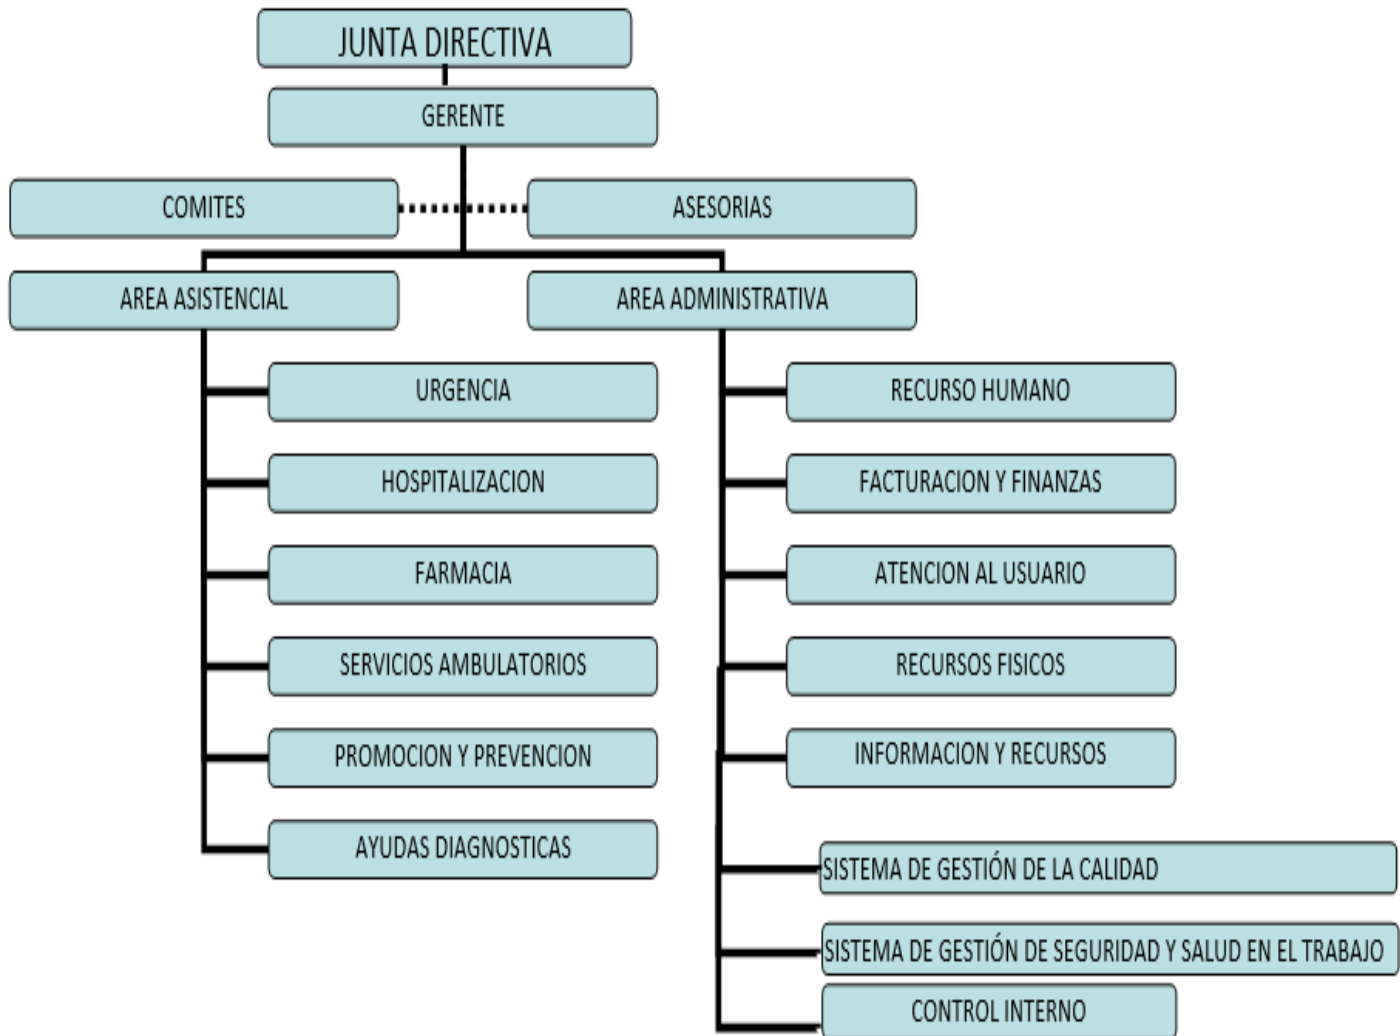 JUNTA DIRECTIVA
GERENTE
COMITES
ASESORIAS
AREA ASISTENCIAL
AREA ADMINISTRATIVA
URGENCIA
HOSPITALIZACION
FARMACIA
SERVICIOS AMBULATORIOS
PROMOCION Y PREVENCION
AYUDAS DIAGNOSTICAS
RECURSO HUMANO
FACTURACION Y FINANZAS
ATENCION AL USUARIO
RECURSOS FISICOS
INFORMACION Y RECURSOS
SISTEMA DE GESTIÓN DE LA CALIDAD
SISTEMA DE GESTIÓN DE SEGURIDAD Y SALUD EN EL TRABAJO
CONTROL INTERNO